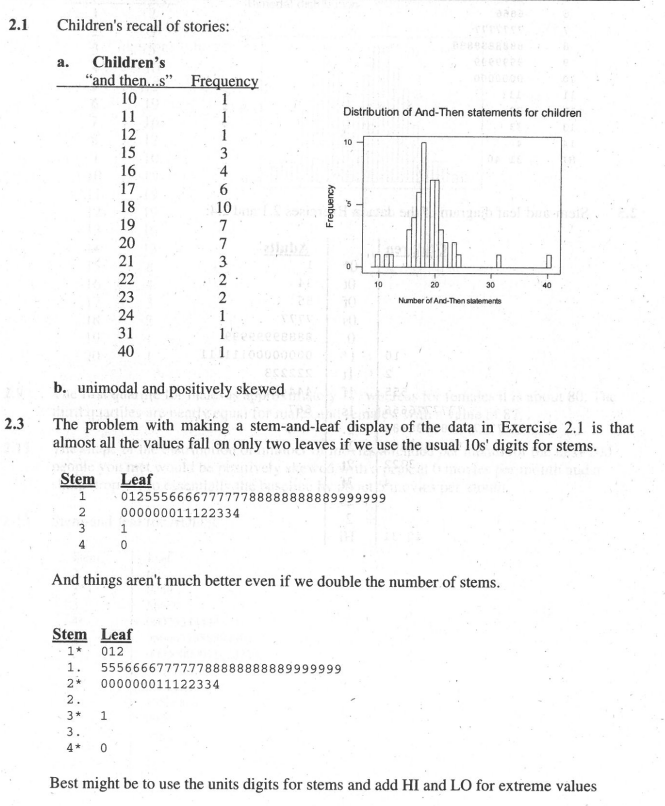 2.1 Children's recall of stories:
a. Children's
"and then...s" Frequency
10 1
11 1
12 1
15 3
16 4
17 6
18 10
19 7
20 7
21 3
22 2
23 2
24 1
31 1
40 1
Distribution of And-Then statements for children
10
5
0
Frequency
10 20 30 40
Number of And-Then statements
b. unimodal and positively skewed
2.3 The problem with making a stem-and-leaf display of the data in Exercise 2.1 is that
almost all the values fall on only two leaves if we use the usual 10s' digits for stems.
Stem Leaf
1 012555666677777788888888889999999
2 000000011122334
3 1
4 0
And things aren't much better even if we double the number of stems.
Stem Leaf
1* 012
1. 555666677777788888888889999999
2* 000000011122334
2.
3* 1
3.
4* 0
Best might be to use the units digits for stems and add HI and LO for extreme values